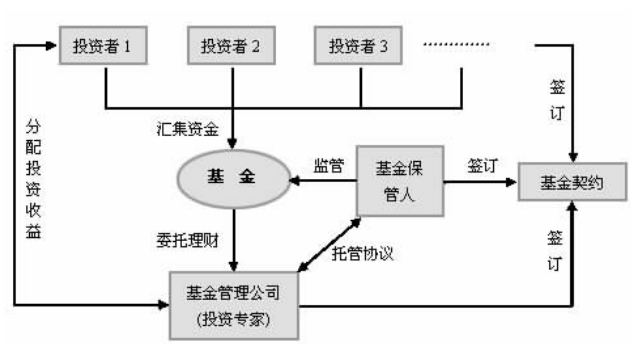 投资者 1
投资者 2
投资者 3
签订
汇集资金
分配投资收益
基 金
监管
基金保
管人
签订
基金契约
委托理财
托管协议
签订
基金管理公司
(投资专家)